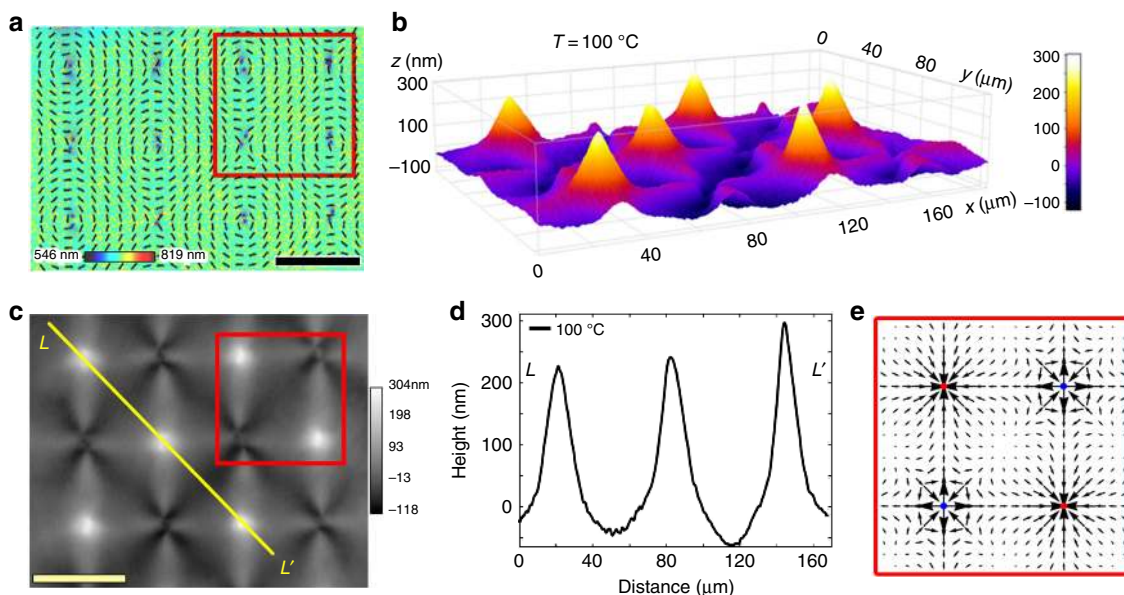 a
546 nm 819 nm
b
T = 100 °C
z (nm)
300
100
−100
0
40
80
120
160
x (μm)
0
40
80
y (μm)
300
200
100
0
−100
c
L
L′
304nm
198
93
−13
−118
d
100 °C
L L′
Height (nm)
300
200
100
0
0 40 80 120 160
Distance (μm)
e